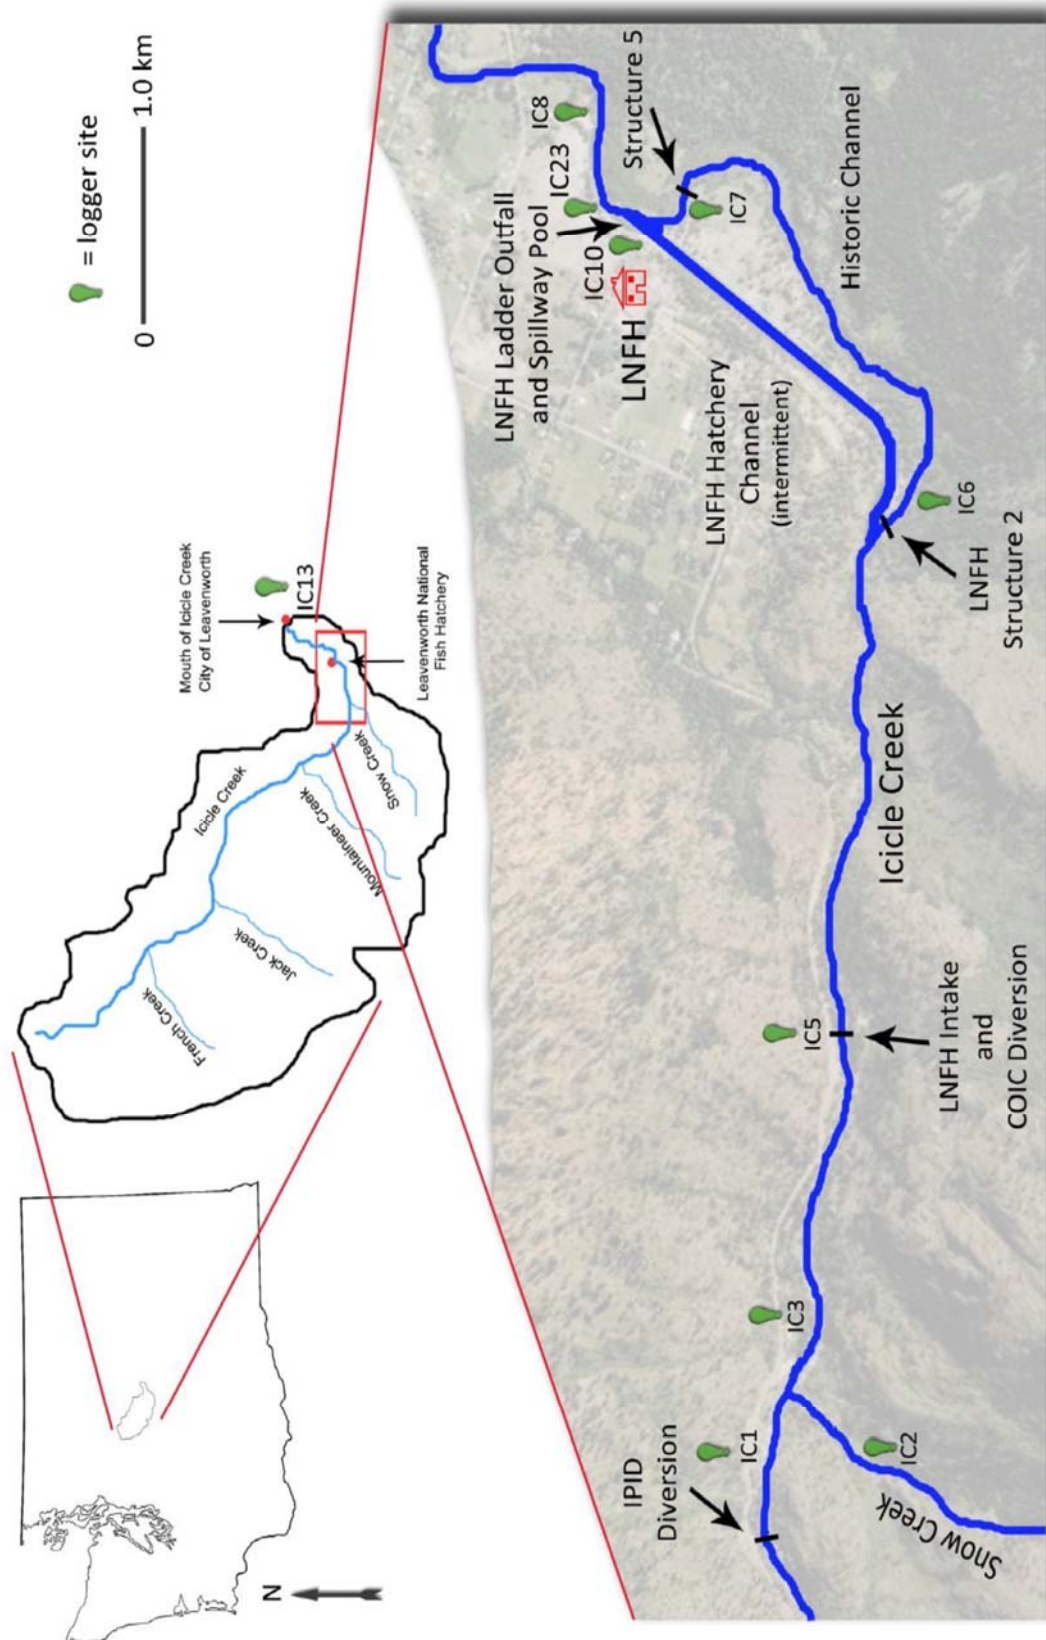 = logger site
0
1.0 km
N
Mouth of Icicle Creek
City of Leavenworth
IC13
Leavenworth National
Fish Hatchery
Icicle Creek
Snow Creek
Mountaineer Creek
Jack Creek
French Creek
LNFH Ladder Outfall
and Spillway Pool
IC8
IC23
IC10
LNFH
Structure 5
IC7
Historic Channel
LNFH Hatchery
Channel
(intermittent)
IC6
LNFH
Structure 2
Icicle Creek
IC5
LNFH Intake
and
COIC Diversion
IC3
IPID
Diversion
IC1
IC2
Snow Creek